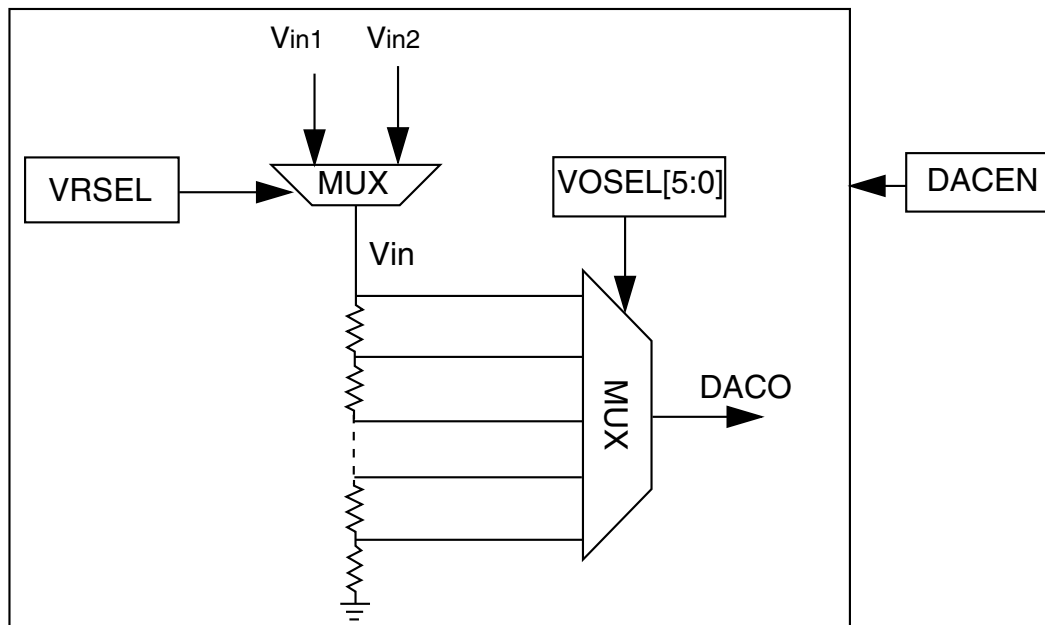 Vin1
Vin2
VRSEL
MUX
VOSEL[5:0]
DACEN
Vin
MUX
DACO